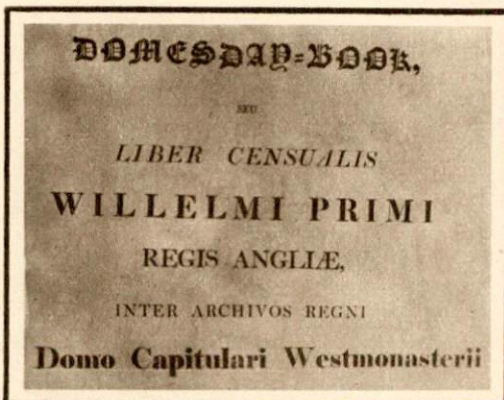 DOMESDAY=BOOK,
SEU
LIBER CENSUALIS
WILLELMI PRIMI
REGIS ANGLIÆ,
INTER ARCHIVOS REGNI
Domo Capitulari Westmonasterii